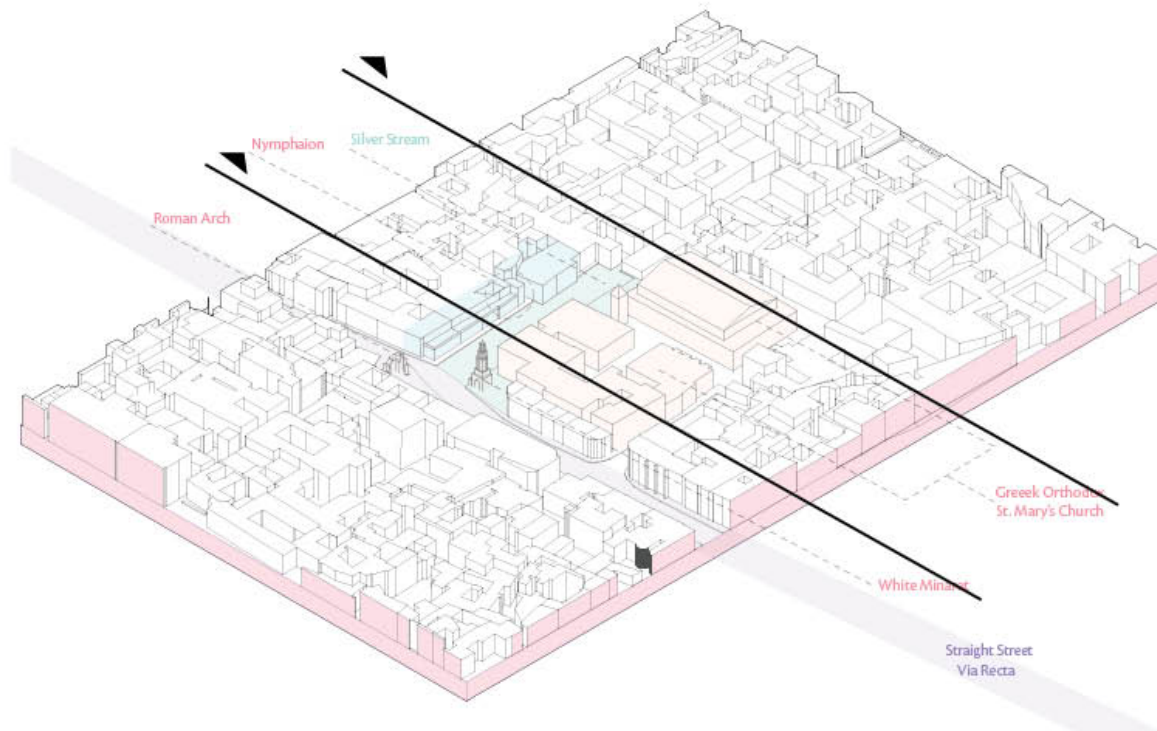 Nymphaion
Silver Stream
Roman Arch
Greeek Orthodox
St. Mary's Church
White Minaret
Straight Street
Via Recta